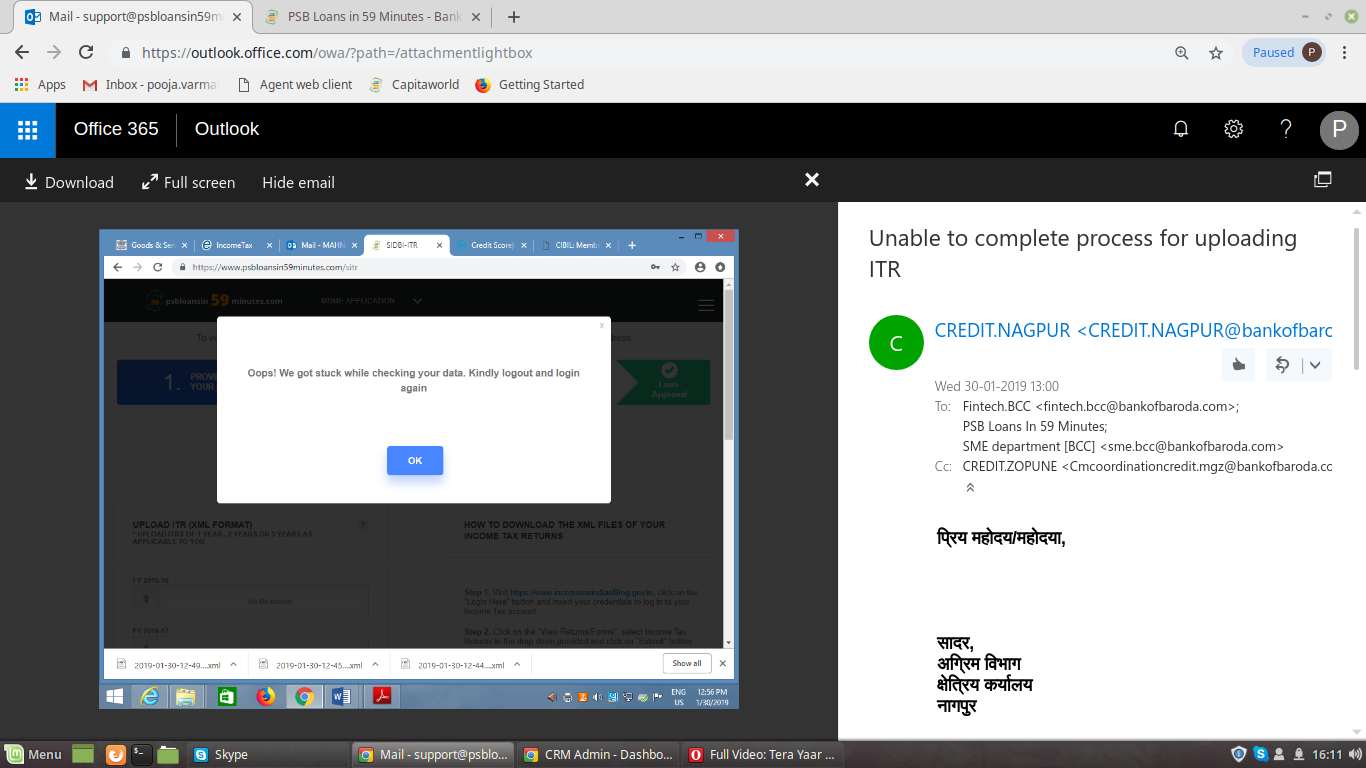 Mail - support@psbloansin59m
PSB Loans in 59 Minutes - Bank
https://outlook.office.com/owa/?path=/attachmentlightbox
Paused P
Apps
Inbox - pooja.varma
Agent web client
Capitaworld
Getting Started
Office 365
Outlook
P
Download
Full screen
Hide email
Goods & Ser
IncomeTax
Mail - MAHN
SIDBI-ITR
Credit Score
CIBIL: Memb
https://www.psbloansin59minutes.com/sitr
psbloansin 59 minutes.com
MSME APPLICATION
x
Oops! We got stuck while checking your data. Kindly logout and login
again
OK
1. PROVI
YOUR
Loan
Approval
UPLOAD ITR (XML FORMAT)
* UPLOAD ITRS OF 1 YEAR, 2 YEARS OR 3 YEARS AS
APPLICABLE TO YOU
FY 2015-16
No file chosen
FY 2016-17
HOW TO DOWNLOAD THE XML FILES OF YOUR
INCOME TAX RETURNS
Step 1. Visit https://www.incometaxindiaefiling.gov.in, click on the
"Login Here" button and insert your credentials to log in to your
Income Tax account.
Step 2. Click on the "View Returns/Forms", select Income Tax
Returns in the drop down provided and click on "Submit" button.
2019-01-30-12-49....xml
2019-01-30-12-45....xml
2019-01-30-12-44....xml
Show all
ENG
US
12:56 PM
1/30/2019
Unable to complete process for uploading
ITR
C
CREDIT.NAGPUR <CREDIT.NAGPUR@bankofbarc
Wed 30-01-2019 13:00
To: Fintech.BCC <fintech.bcc@bankofbaroda.com>;
PSB Loans In 59 Minutes;
SME department [BCC] <sme.bcc@bankofbaroda.com>
Cc: CREDIT.ZOPUNE <Cmcoordinationcredit.mgz@bankofbaroda.cc
प्रिय महोदय/महोदया,
सादर,
अग्रिम विभाग
क्षेत्रिय कर्यालय
नागपुर
Menu
Skype
Mail - support@psblo...
CRM Admin - Dashbo...
Full Video: Tera Yaar ...
16:11